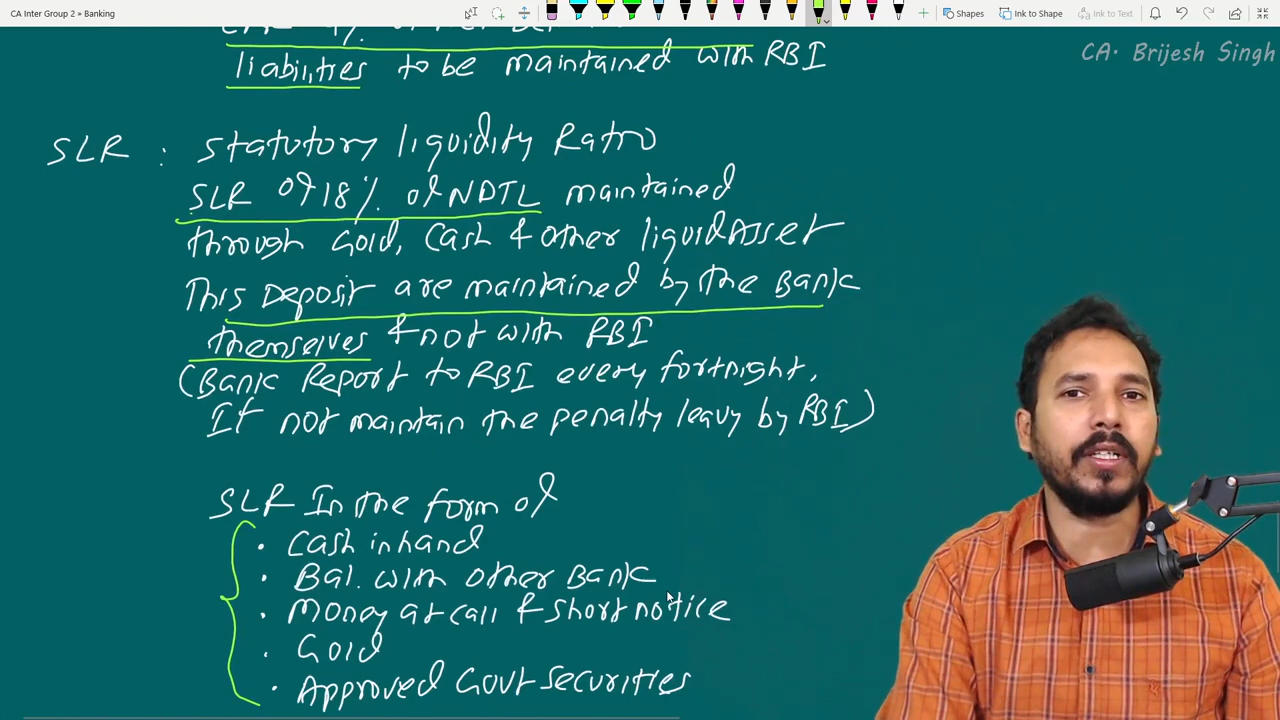 CA Inter Group 2 » Banking
Shapes
Ink to Shape
Ink to Text
CA. Brijesh Singh
liabilities to be maintained with RBI
SLR : Statutory liquidity Ratio
SLR of 18% of NDTL maintained
through Gold, Cash & other liquid Asset
This Deposit are maintained by the Bank
themselves & not with RBI
(Bank Report to RBI every fortnight,
If not maintain the penalty leavy by RBI)
SLR In the form of
• Cash in hand
• Bal. with other Bank
• Money at call & short notice
• Gold
• Approved Govt Securities